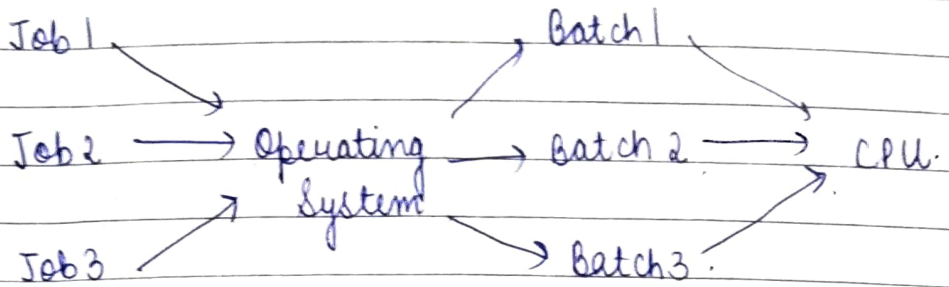 Job 1 Batch 1
Job 2 Operating Batch 2 CPU.
System
Job 3 Batch 3.